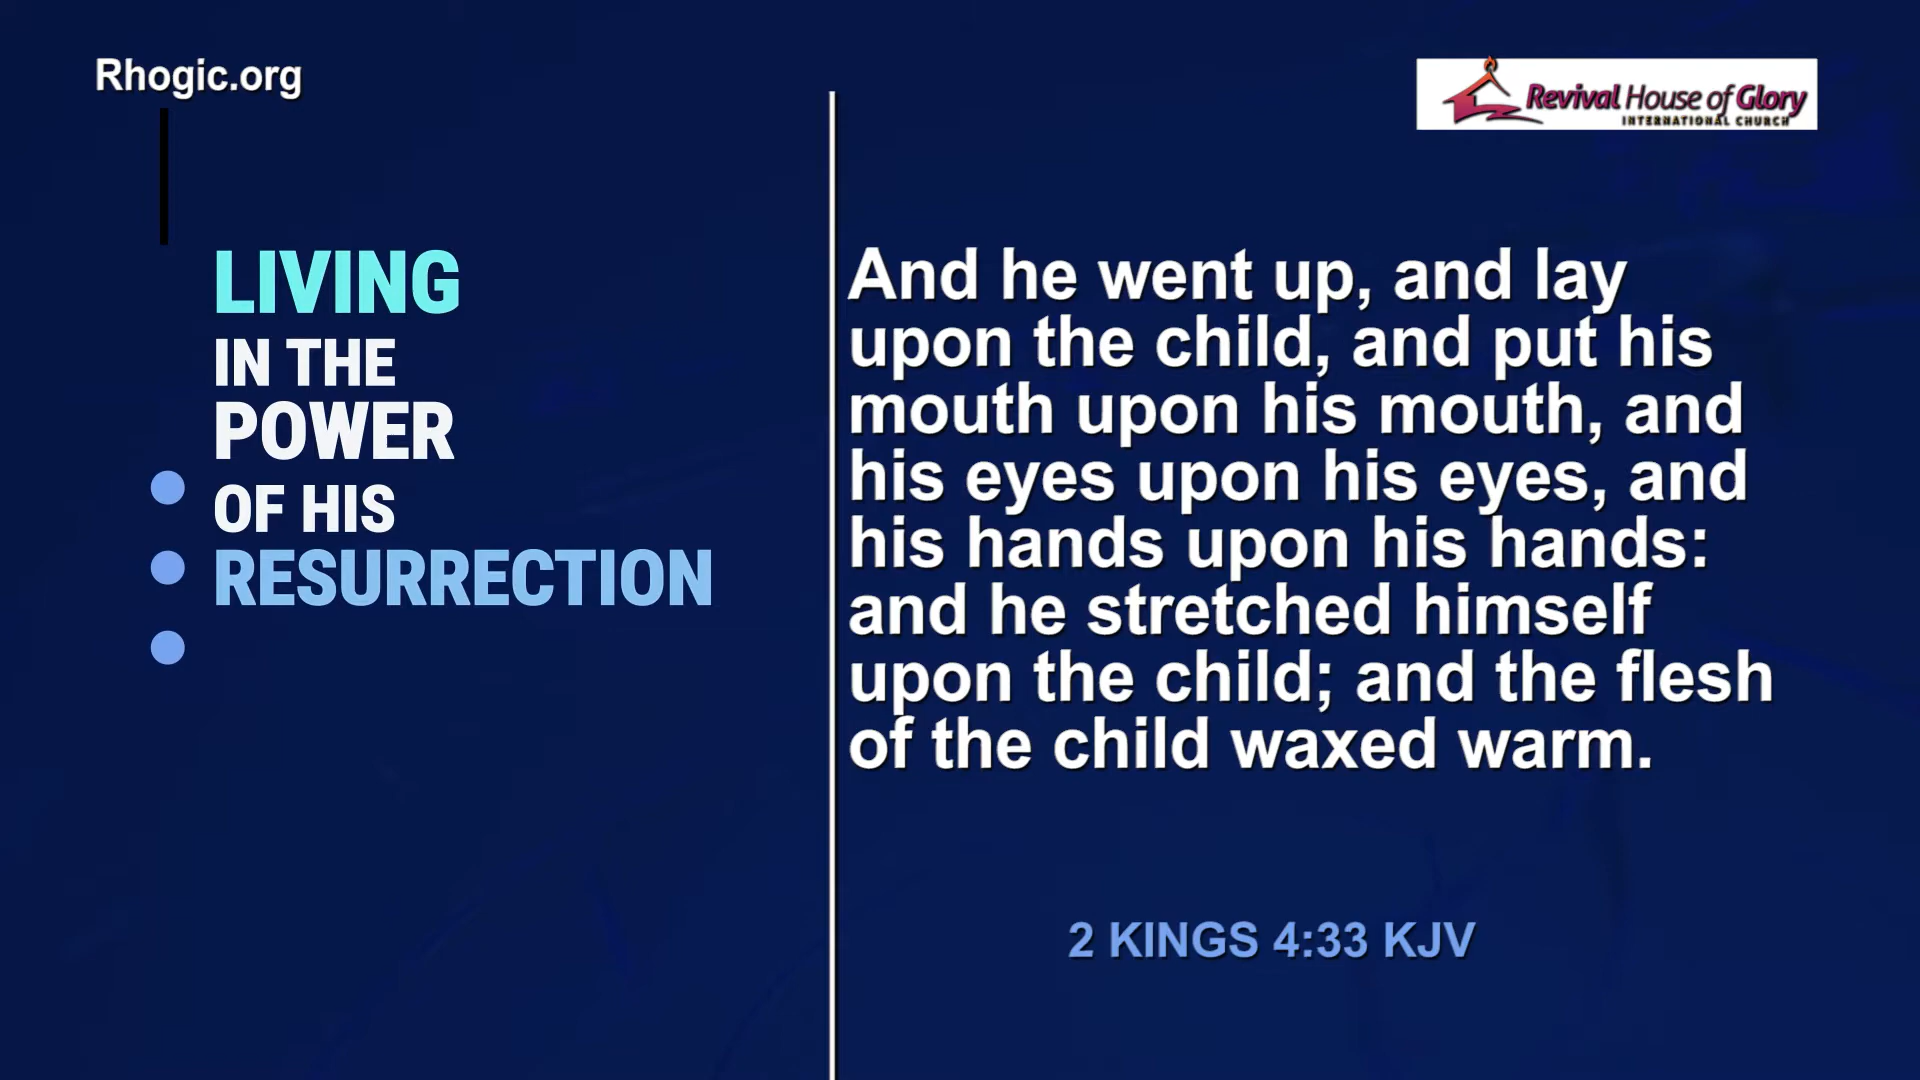 Rhogic.org
Revival House of Glory
INTERNATIONAL CHURCH
LIVING
IN THE
POWER
OF HIS
RESURRECTION
And he went up, and lay
upon the child, and put his
mouth upon his mouth, and
his eyes upon his eyes, and
his hands upon his hands:
and he stretched himself
upon the child; and the flesh
of the child waxed warm.
2 KINGS 4:33 KJV